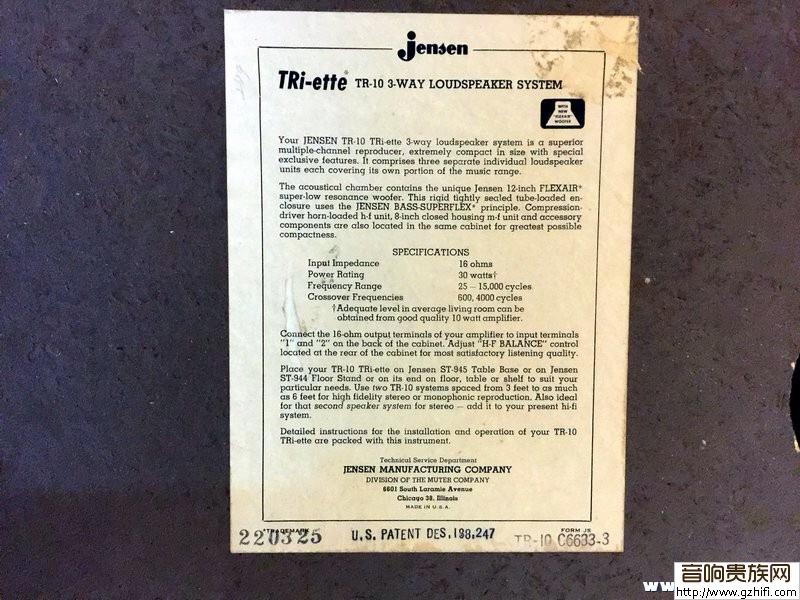 Jensen
TRi-ette® TR-10 3-WAY LOUDSPEAKER SYSTEM
WITH
NEW
"FLEXAIR"
WOOFER
Your JENSEN TR-10 TRi-ette 3-way loudspeaker system is a superior
multiple-channel reproducer, extremely compact in size with special
exclusive features. It comprises three separate individual loudspeaker
units each covering its own portion of the music range.
The acoustical chamber contains the unique Jensen 12-inch FLEXAIR*
super-low resonance woofer. This rigid tightly sealed tube-loaded en-
closure uses the JENSEN BASS-SUPERFLEX* principle. Compression-
driver horn-loaded h-f unit, 8-inch closed housing m-f unit and accessory
components are also located in the same cabinet for greatest possible
compactness.
SPECIFICATIONS
Input Impedance 16 ohms
Power Rating 30 watts†
Frequency Range 25 – 15,000 cycles
Crossover Frequencies 600, 4000 cycles
†Adequate level in average living room can be
obtained from good quality 10 watt amplifier.
Connect the 16-ohm output terminals of your amplifier to input terminals
"1" and "2" on the back of the cabinet. Adjust "H-F BALANCE" control
located at the rear of the cabinet for most satisfactory listening quality.
Place your TR-10 TRi-ette on Jensen ST-945 Table Base or on Jensen
ST-944 Floor Stand or on its end on floor, table or shelf to suit your
particular needs. Use two TR-10 systems spaced from 3 feet to as much
as 6 feet for high fidelity stereo or monophonic reproduction. Also ideal
for that second speaker system for stereo — add it to your present hi-fi
system.
Detailed instructions for the installation and operation of your TR-10
TRi-ette are packed with this instrument.
Technical Service Department
JENSEN MANUFACTURING COMPANY
DIVISION OF THE MUTER COMPANY
6601 South Laramie Avenue
Chicago 38, Illinois
MADE IN U.S.A.
*TRADEMARK
FORM JS
220325 U.S. PATENT DES. 188,247 TR-10 C6633-3
音响贵族网
http://www.gzhifi.com